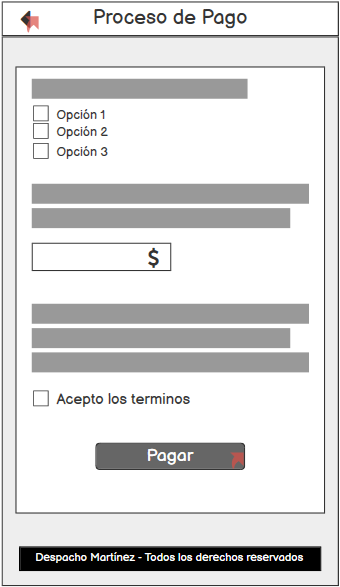 Proceso de Pago
Opción 1
Opción 2
Opción 3
$
Acepto los terminos
Pagar
Despacho Martínez - Todos los derechos reservados